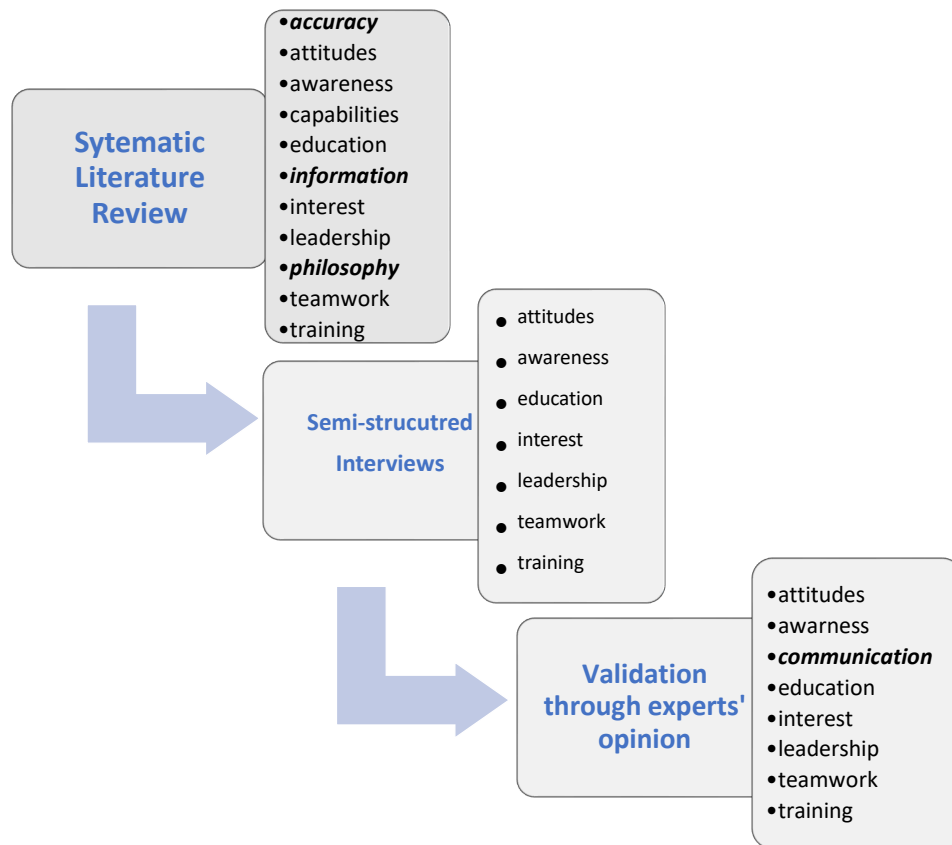 Sytematic
Literature
Review
•accuracy
•attitudes
•awareness
•capabilities
•education
•information
•interest
•leadership
•philosophy
•teamwork
•training
Semi-strucutred
Interviews
• attitudes
• awareness
• education
• interest
• leadership
• teamwork
• training
Validation
through experts'
opinion
•attitudes
•awarness
•communication
•education
•interest
•leadership
•teamwork
•training